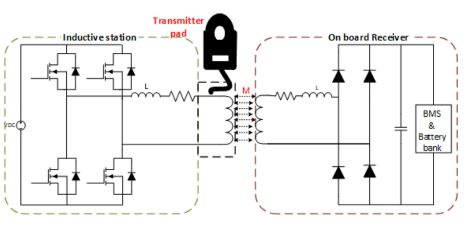 Transmitter
pad
Inductive station
On board Receiver
L
M
L
VDC
BMS
&
Battery
bank